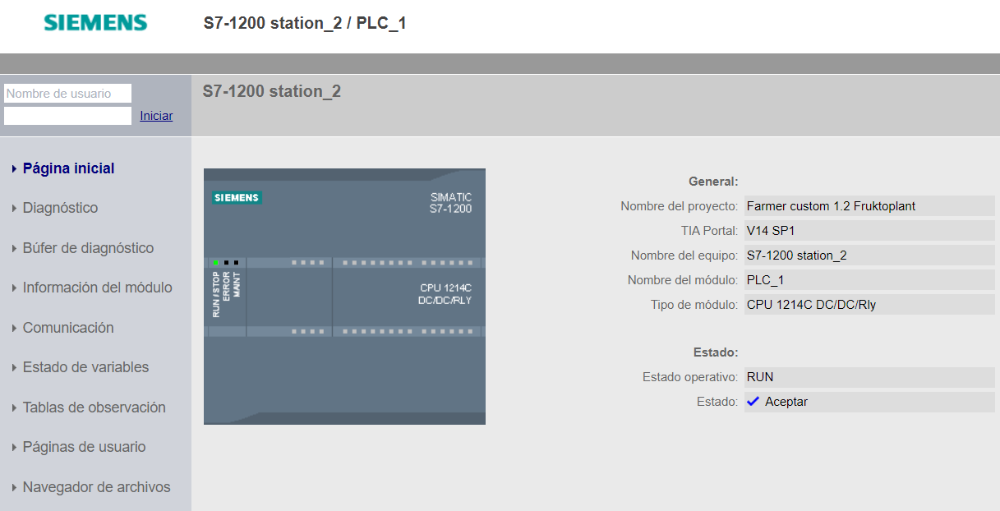 SIEMENS
S7-1200 station_2 / PLC_1
Nombre de usuario
Iniciar
S7-1200 station_2
Página inicial
Diagnóstico
Búfer de diagnóstico
Información del módulo
Comunicación
Estado de variables
Tablas de observación
Páginas de usuario
Navegador de archivos
SIEMENS
SIMATIC
S7-1200
RUN / STOP
ERROR
MAINT
CPU 1214C
DC/DC/RLY
General:
Nombre del proyecto: Farmer custom 1.2 Fruktoplant
TIA Portal: V14 SP1
Nombre del equipo: S7-1200 station_2
Nombre del módulo: PLC_1
Tipo de módulo: CPU 1214C DC/DC/Rly
Estado:
Estado operativo: RUN
Estado: Aceptar